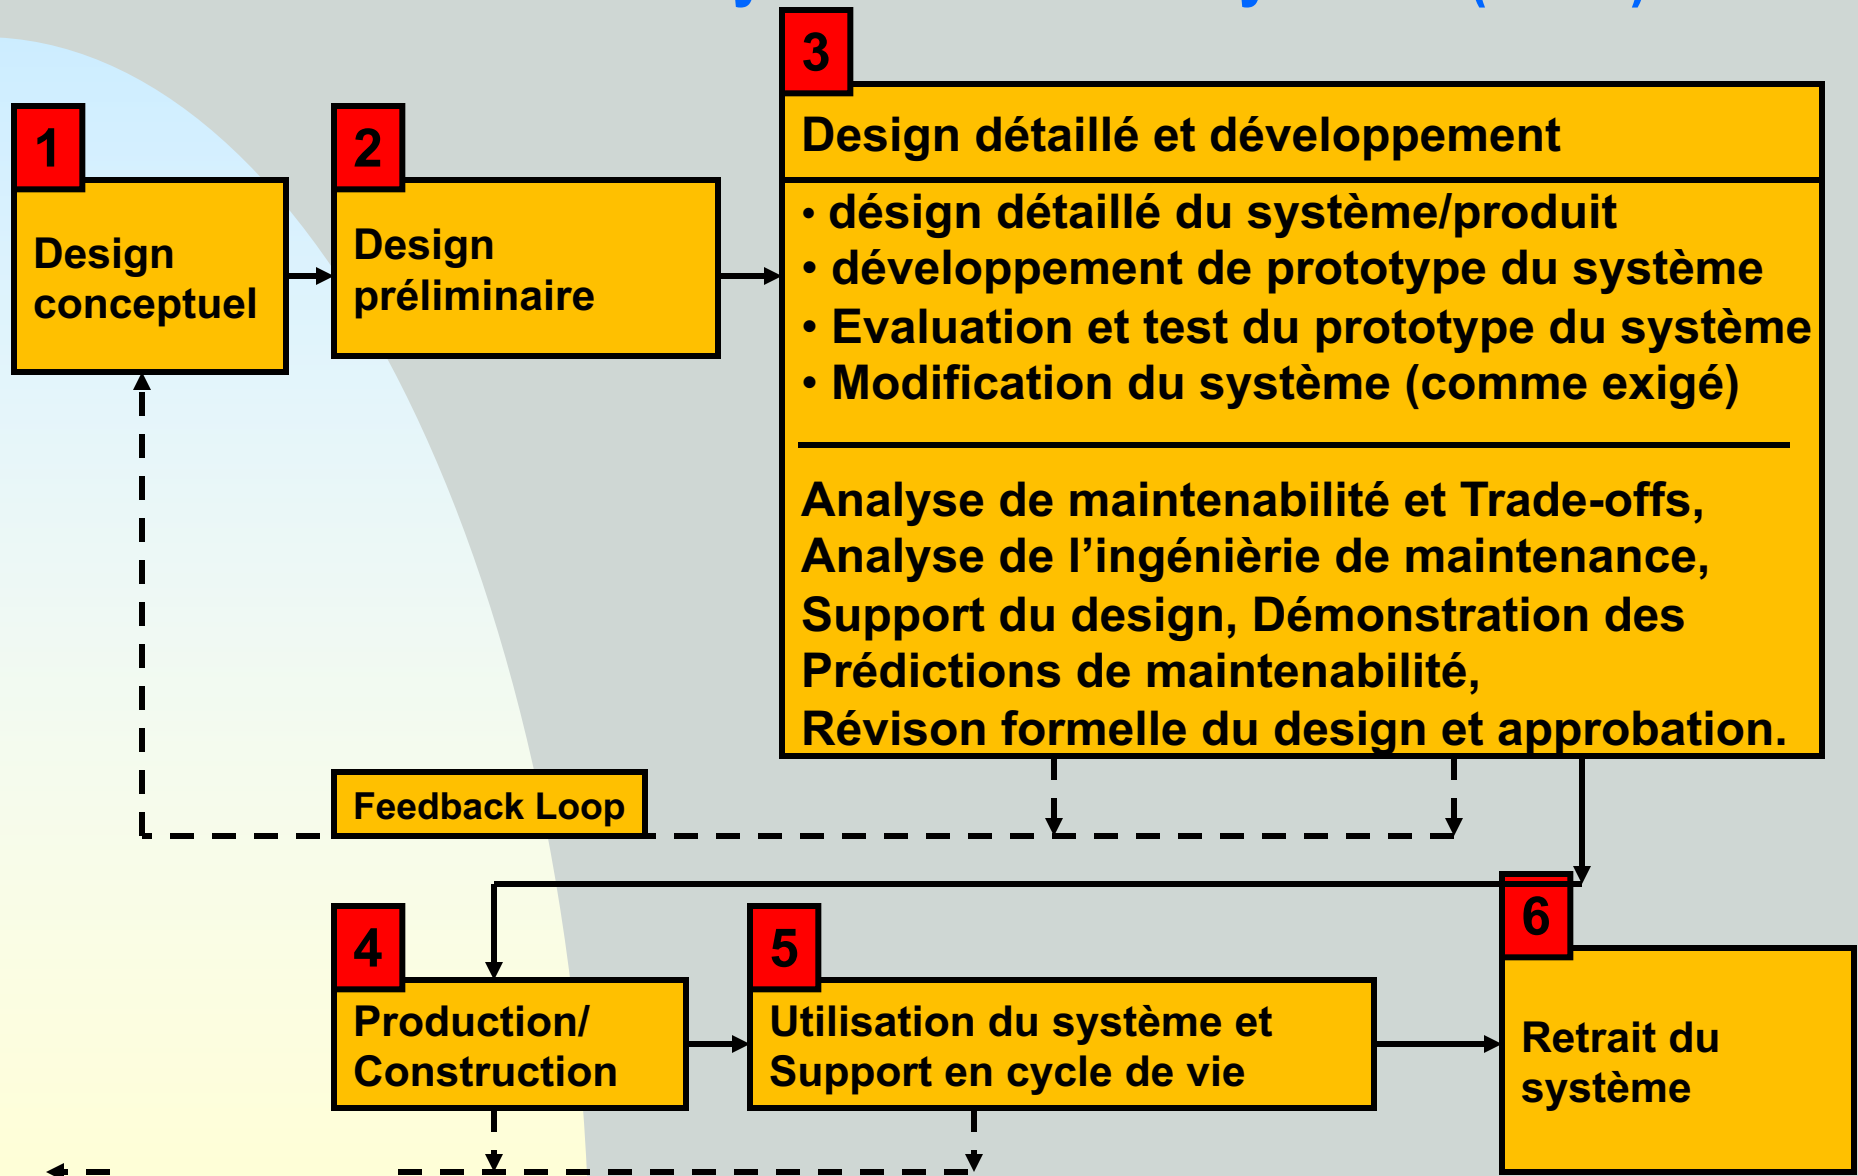 1
Design
conceptuel
2
Design
préliminaire
3
Design détaillé et développement
• désign détaillé du système/produit
• développement de prototype du système
• Evaluation et test du prototype du système
• Modification du système (comme exigé)
Analyse de maintenabilité et Trade-offs,
Analyse de l’ingénièrie de maintenance,
Support du design, Démonstration des
Prédictions de maintenabilité,
Révison formelle du design et approbation.
Feedback Loop
4
Production/
Construction
5
Utilisation du système et
Support en cycle de vie
6
Retrait du
système